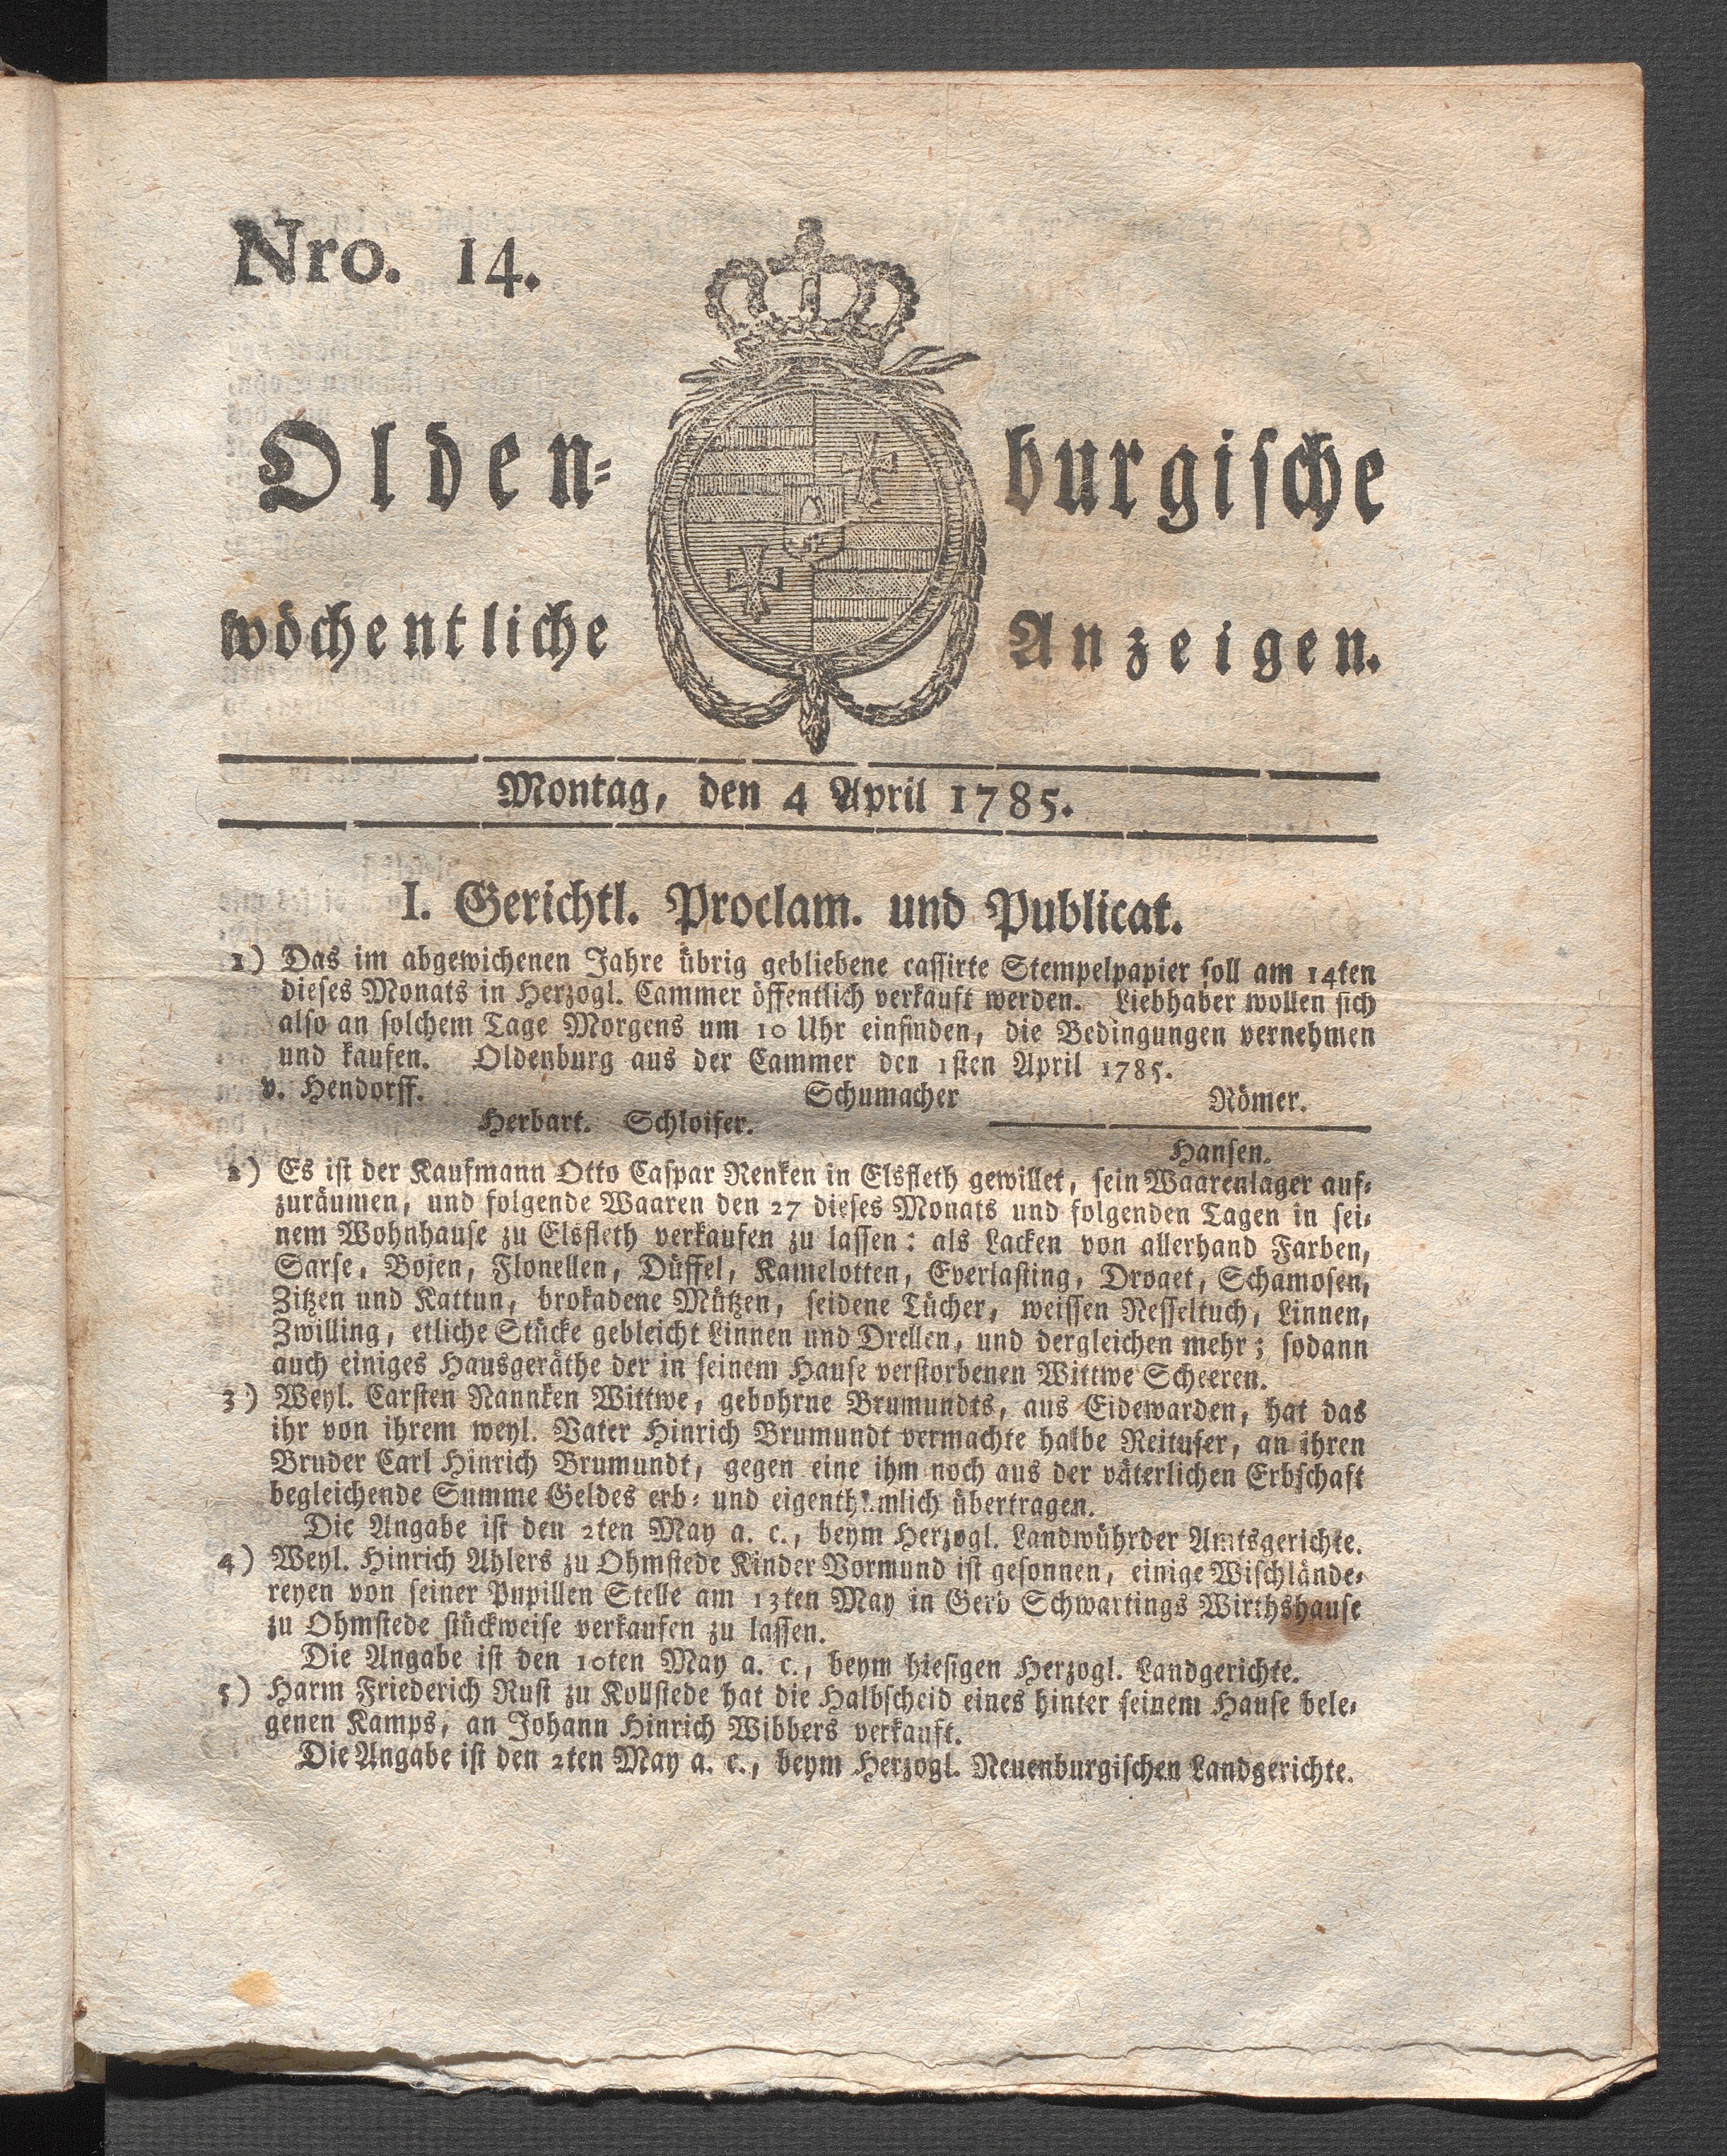 Nro. 14.
Olden-burgische
wöchentliche Anzeigen.
Montag, den 4 April 1785.
I. Gerichtl. Proclam. und Publicat.
1) Das im abgewichenen Jahre übrig gebliebene cassirte Stempelpapier soll am 14ten
dieses Monats in Herzogl. Cammer öffentlich verkauft werden. Liebhaber wollen sich
also an solchem Tage Morgens um 10 Uhr einfinden, die Bedingungen vernehmen
und kaufen. Oldenburg aus der Cammer den 1sten April 1785.
v. Hendorff. Schumacher Römer.
Herbart. Schloifer.
Hansen.
2) Es ist der Kaufmann Otto Caspar Renken in Elsfleth gewillet, sein Waarenlager auf-
zuräumen, und folgende Waaren den 27 dieses Monats und folgenden Tagen in sei-
nem Wohnhause zu Elsfleth verkaufen zu lassen: als Lacken von allerhand Farben,
Sarse, Bojen, Flonellen, Düffel, Kamelotten, Everlasting, Droget, Schamosen,
Zitzen und Kattun, brokadene Mützen, seidene Tücher, weissen Nesseltuch, Linnen,
Zwilling, etliche Stücke gebleicht Linnen und Drellen, und dergleichen mehr; sodann
auch einiges Hausgeräthe der in seinem Hause verstorbenen Wittwe Scheeren.
3) Weyl. Carsten Nannken Wittwe, gebohrne Brumundts, aus Eidewarden, hat das
ihr von ihrem weyl. Vater Hinrich Brumundt vermachte halbe Reitufer, an ihren
Bruder Carl Hinrich Brumundt, gegen eine ihm noch aus der väterlichen Erbschaft
begleichende Summe Geldes erb- und eigenthümlich übertragen.
Die Angabe ist den 2ten May a. c., beym Herzogl. Landwührder Amtsgerichte.
4) Weyl. Hinrich Ahlers zu Ohmstede Kinder Vormund ist gesonnen, einige Wischlände-
reyen von seiner Pupillen Stelle am 13ten May in Gerd Schwartings Wirthshause
zu Ohmstede stückweise verkaufen zu lassen.
Die Angabe ist den 10ten May a. c., beym hiesigen Herzogl. Landgerichte.
5) Harm Friederich Rust zu Kollstede hat die Halbscheid eines hinter seinem Hause bele-
genen Kamps, an Johann Hinrich Wibbers verkauft.
Die Angabe ist den 2ten May a. c., beym Herzogl. Neuenburgischen Landgerichte.